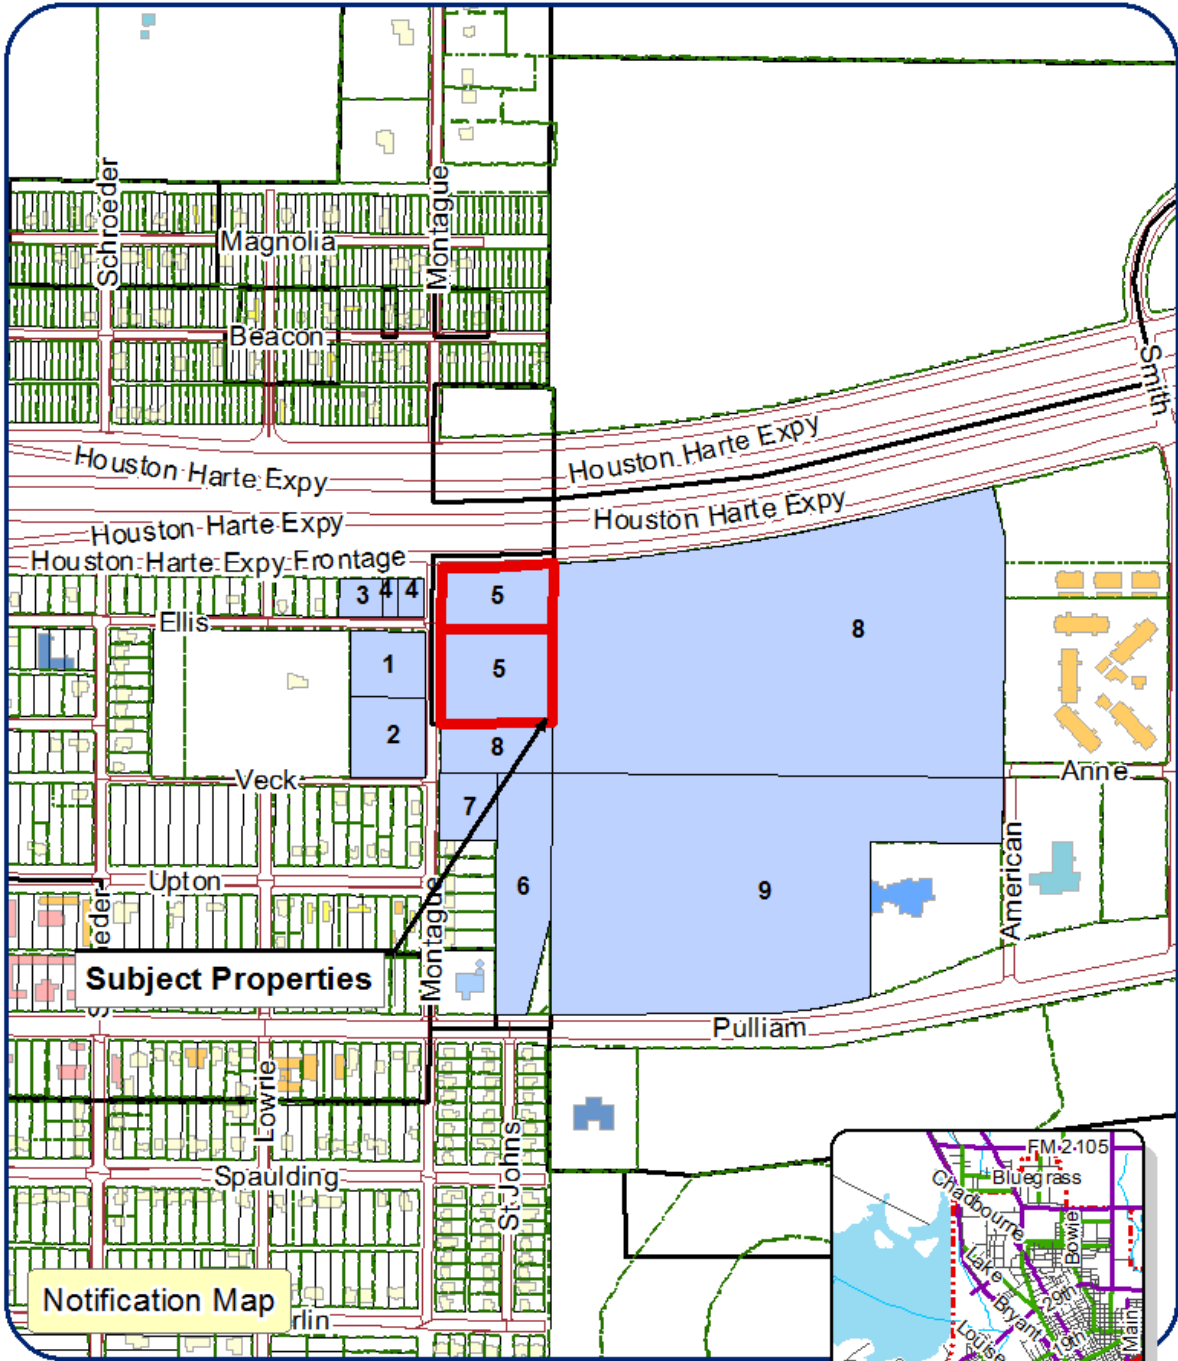 Schroeder
Montague
Magnolia
Beacon
Smith
Houston Harte Expy
Houston Harte Expy
Houston Harte Expy
Houston Harte Expy
Houston Harte Expy Frontage
3
4
4
5
Ellis
8
1
5
2
8
Veck
Anne
7
Upton
6
9
American
Montague
eder
Subject Properties
Pulliam
Lowrie
St Johns
Spaulding
FM 2105
Bluegrass
Chadbourne
Bowie
Lake
29th
Bryant
Main
19th
Louise
Notification Map
rlin